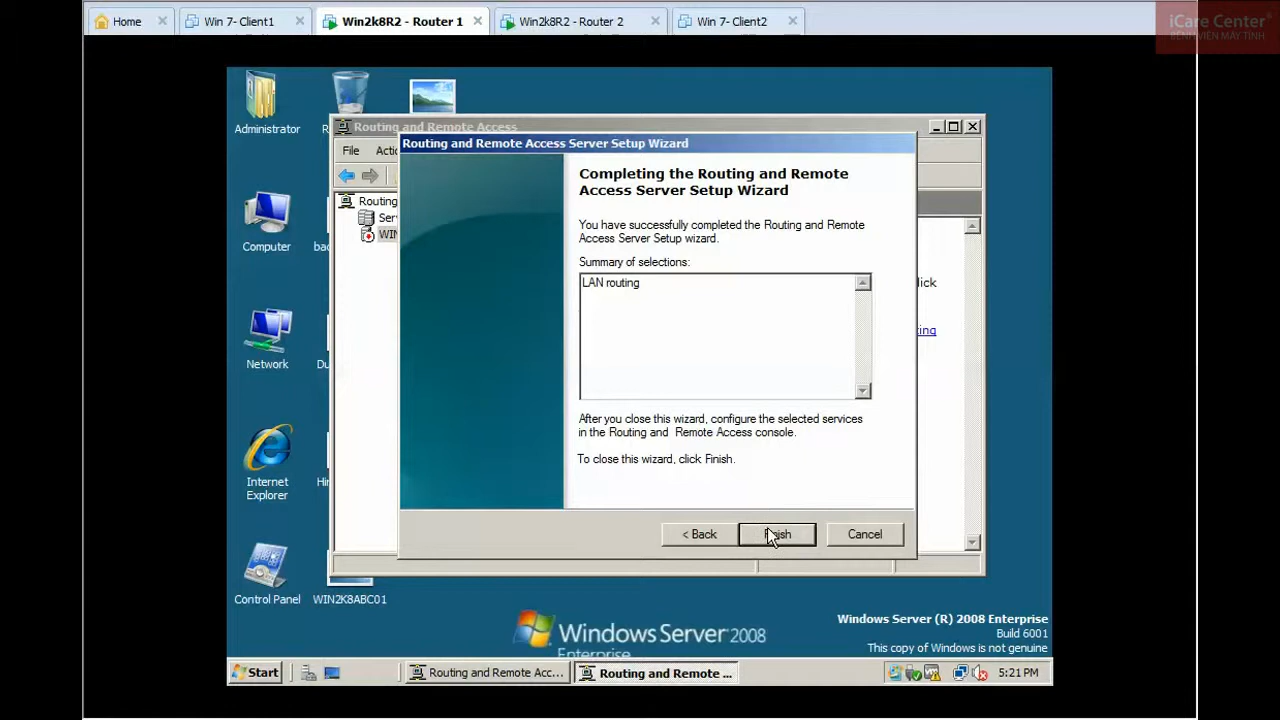 Home
Win 7- Client1
Win2k8R2 - Router 1
Win2k8R2 - Router 2
Win 7- Client2
iCare Center®
BỆNH VIỆN MÁY TÍNH
Administrator
Computer
Network
Internet
Explorer
Control Panel
WIN2K8ABC01
Routing and Remote Access
File
Routing and Remote Access Server Setup Wizard
Completing the Routing and Remote
Access Server Setup Wizard
You have successfully completed the Routing and Remote
Access Server Setup wizard.
Summary of selections:
LAN routing
After you close this wizard, configure the selected services
in the Routing and Remote Access console.
To close this wizard, click Finish.
< Back
Cancel
Windows Server 2008
Enterprise
Windows Server (R) 2008 Enterprise
Build 6001
This copy of Windows is not genuine
Start
Routing and Remote Acc...
Routing and Remote ...
5:21 PM